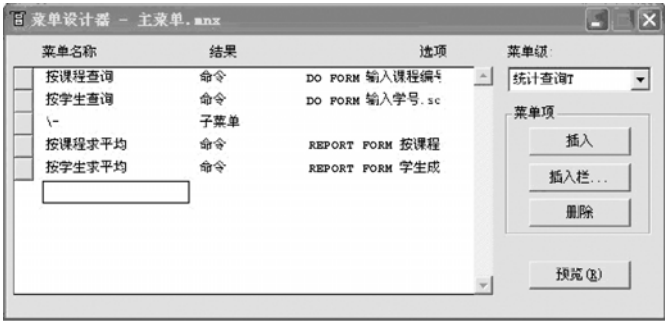 菜单设计器 - 主菜单.mnx
菜单名称 结果 选项 菜单级:
按课程查询 命令 DO FORM 输入课程编号 统计查询T
按学生查询 命令 DO FORM 输入学号.sc
菜单项
\- 子菜单
按课程求平均 命令 REPORT FORM 按课程 插入
按学生求平均 命令 REPORT FORM 学生成
插入栏...
删除
预览(R)